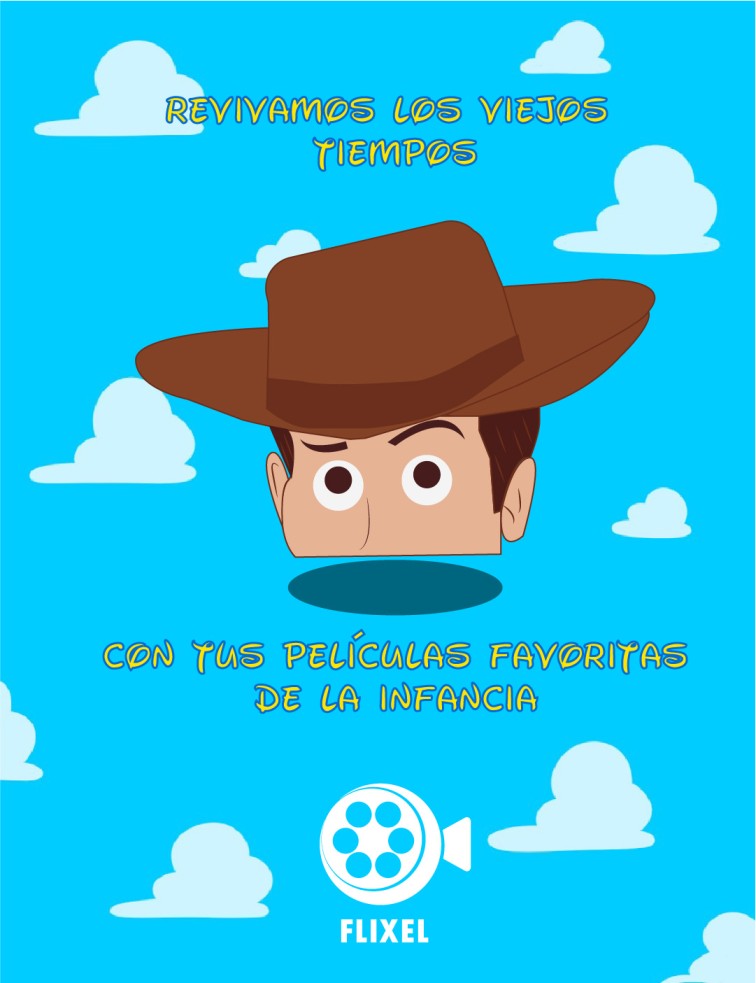 REVIVAMOS LOS VIEJOS
TIEMPOS
CON TUS PELÍCULAS FAVORITAS
DE LA INFANCIA
FLIXEL